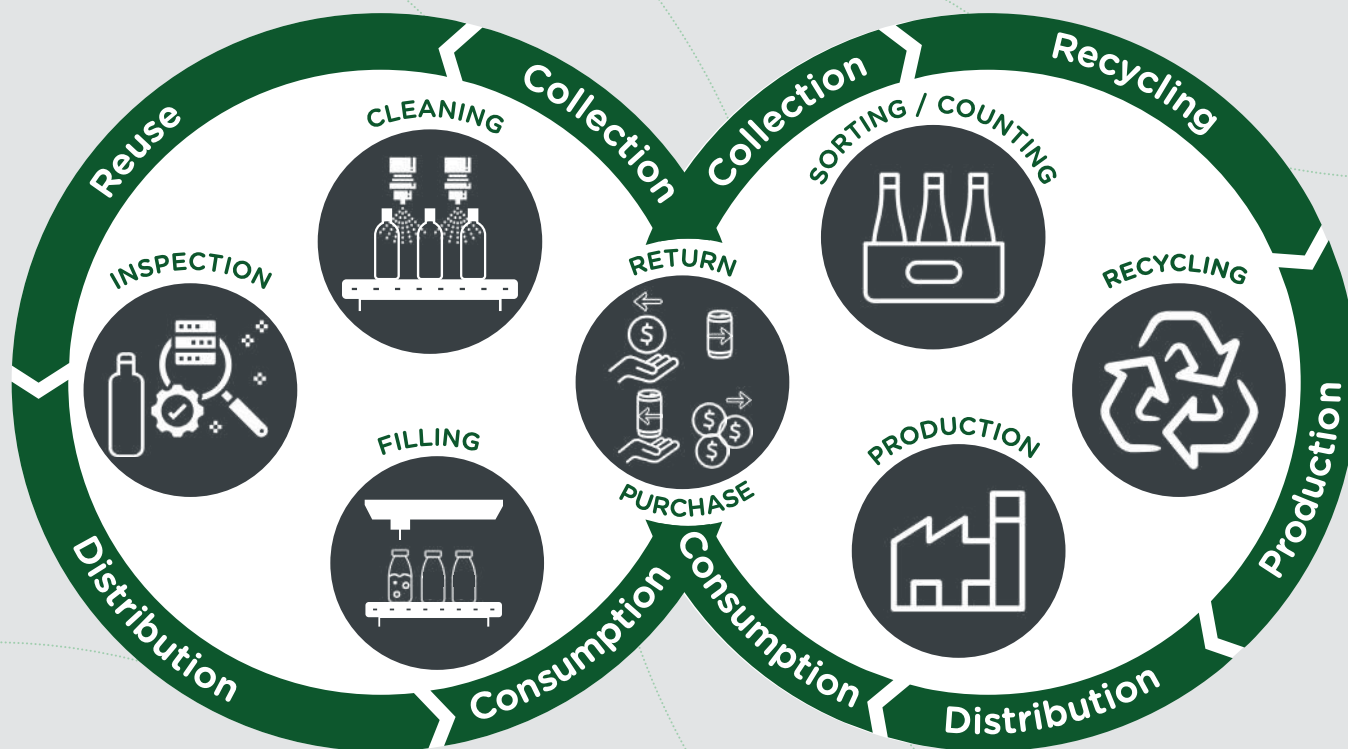 Reuse
Collection
Collection
Recycling
CLEANING
SORTING / COUNTING
INSPECTION
RETURN
RECYCLING
$
$
$
$
PURCHASE
FILLING
PRODUCTION
Production
Distribution
Consumption
Consumption
Distribution